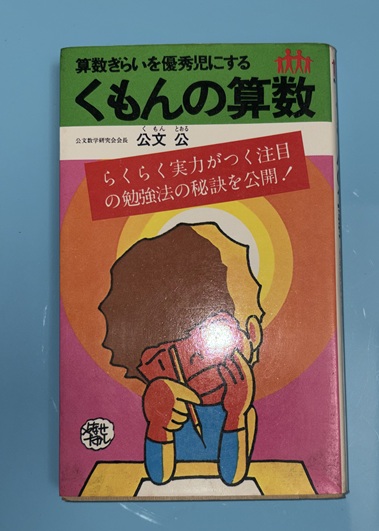 算数ぎらいを優秀児にする
くもんの算数
公文数学研究会会長 公文 公
くもん とおる
らくらく実力がつく注目
の勉強法の秘訣を公開!